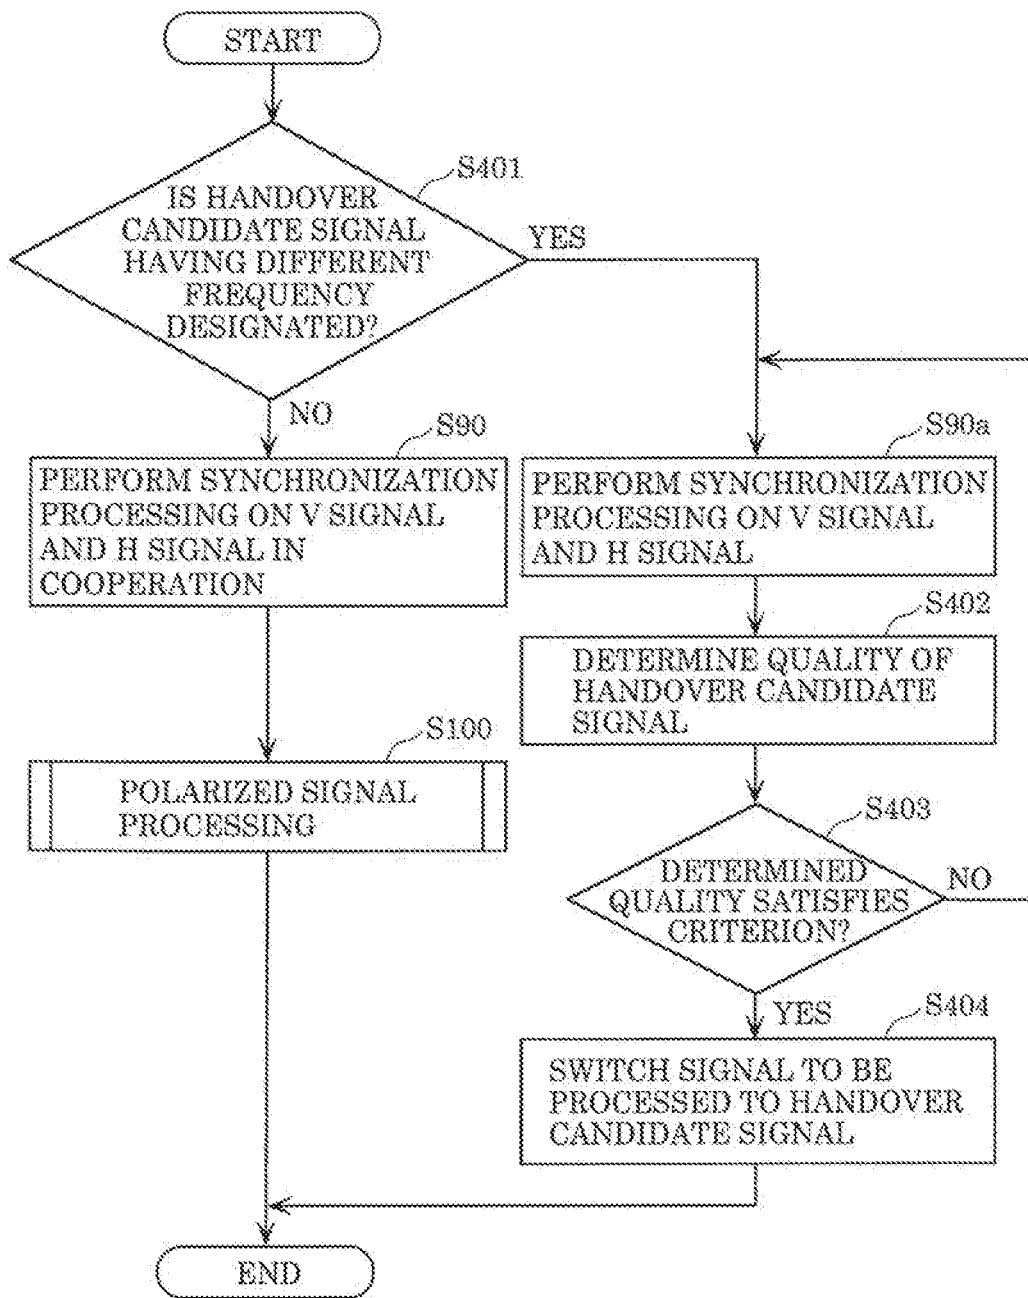 START
S401
IS HANDOVER
CANDIDATE SIGNAL
HAVING DIFFERENT
FREQUENCY
DESIGNATED?
YES
NO
S90
PERFORM SYNCHRONIZATION
PROCESSING ON V SIGNAL
AND H SIGNAL IN
COOPERATION
S100
POLARIZED SIGNAL
PROCESSING
S90a
PERFORM SYNCHRONIZATION
PROCESSING ON V SIGNAL
AND H SIGNAL
S402
DETERMINE QUALITY OF
HANDOVER CANDIDATE
SIGNAL
S403
DETERMINED
QUALITY SATISFIES
CRITERION?
NO
YES
S404
SWITCH SIGNAL TO BE
PROCESSED TO HANDOVER
CANDIDATE SIGNAL
END